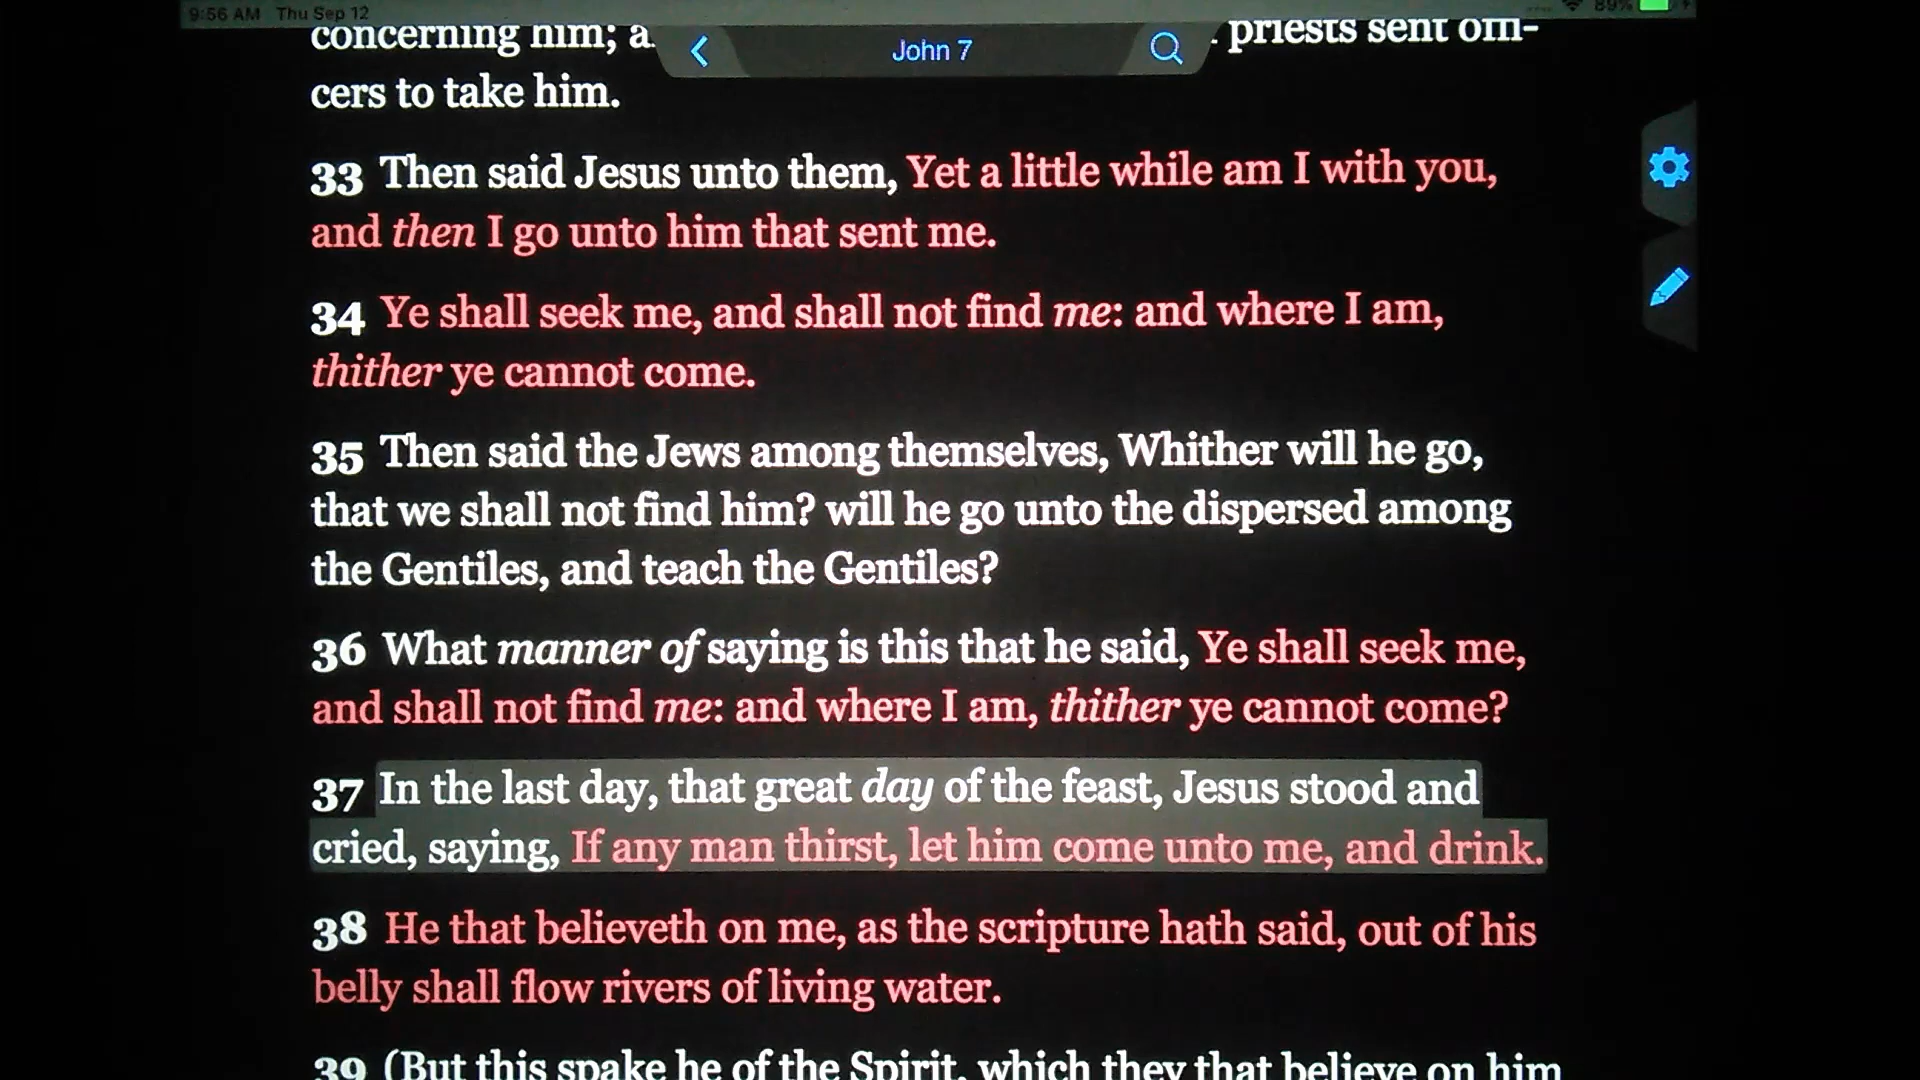 9:56 AM Thu Sep 12
89%
John 7
concerning him; a
priests sent offi-
cers to take him.
33 Then said Jesus unto them, Yet a little while am I with you,
and then I go unto him that sent me.
34 Ye shall seek me, and shall not find me: and where I am,
thither ye cannot come.
35 Then said the Jews among themselves, Whither will he go,
that we shall not find him? will he go unto the dispersed among
the Gentiles, and teach the Gentiles?
36 What manner of saying is this that he said, Ye shall seek me,
and shall not find me: and where I am, thither ye cannot come?
37 In the last day, that great day of the feast, Jesus stood and
cried, saying, If any man thirst, let him come unto me, and drink.
38 He that believeth on me, as the scripture hath said, out of his
belly shall flow rivers of living water.
39 (But this spake he of the Spirit, which they that believe on him